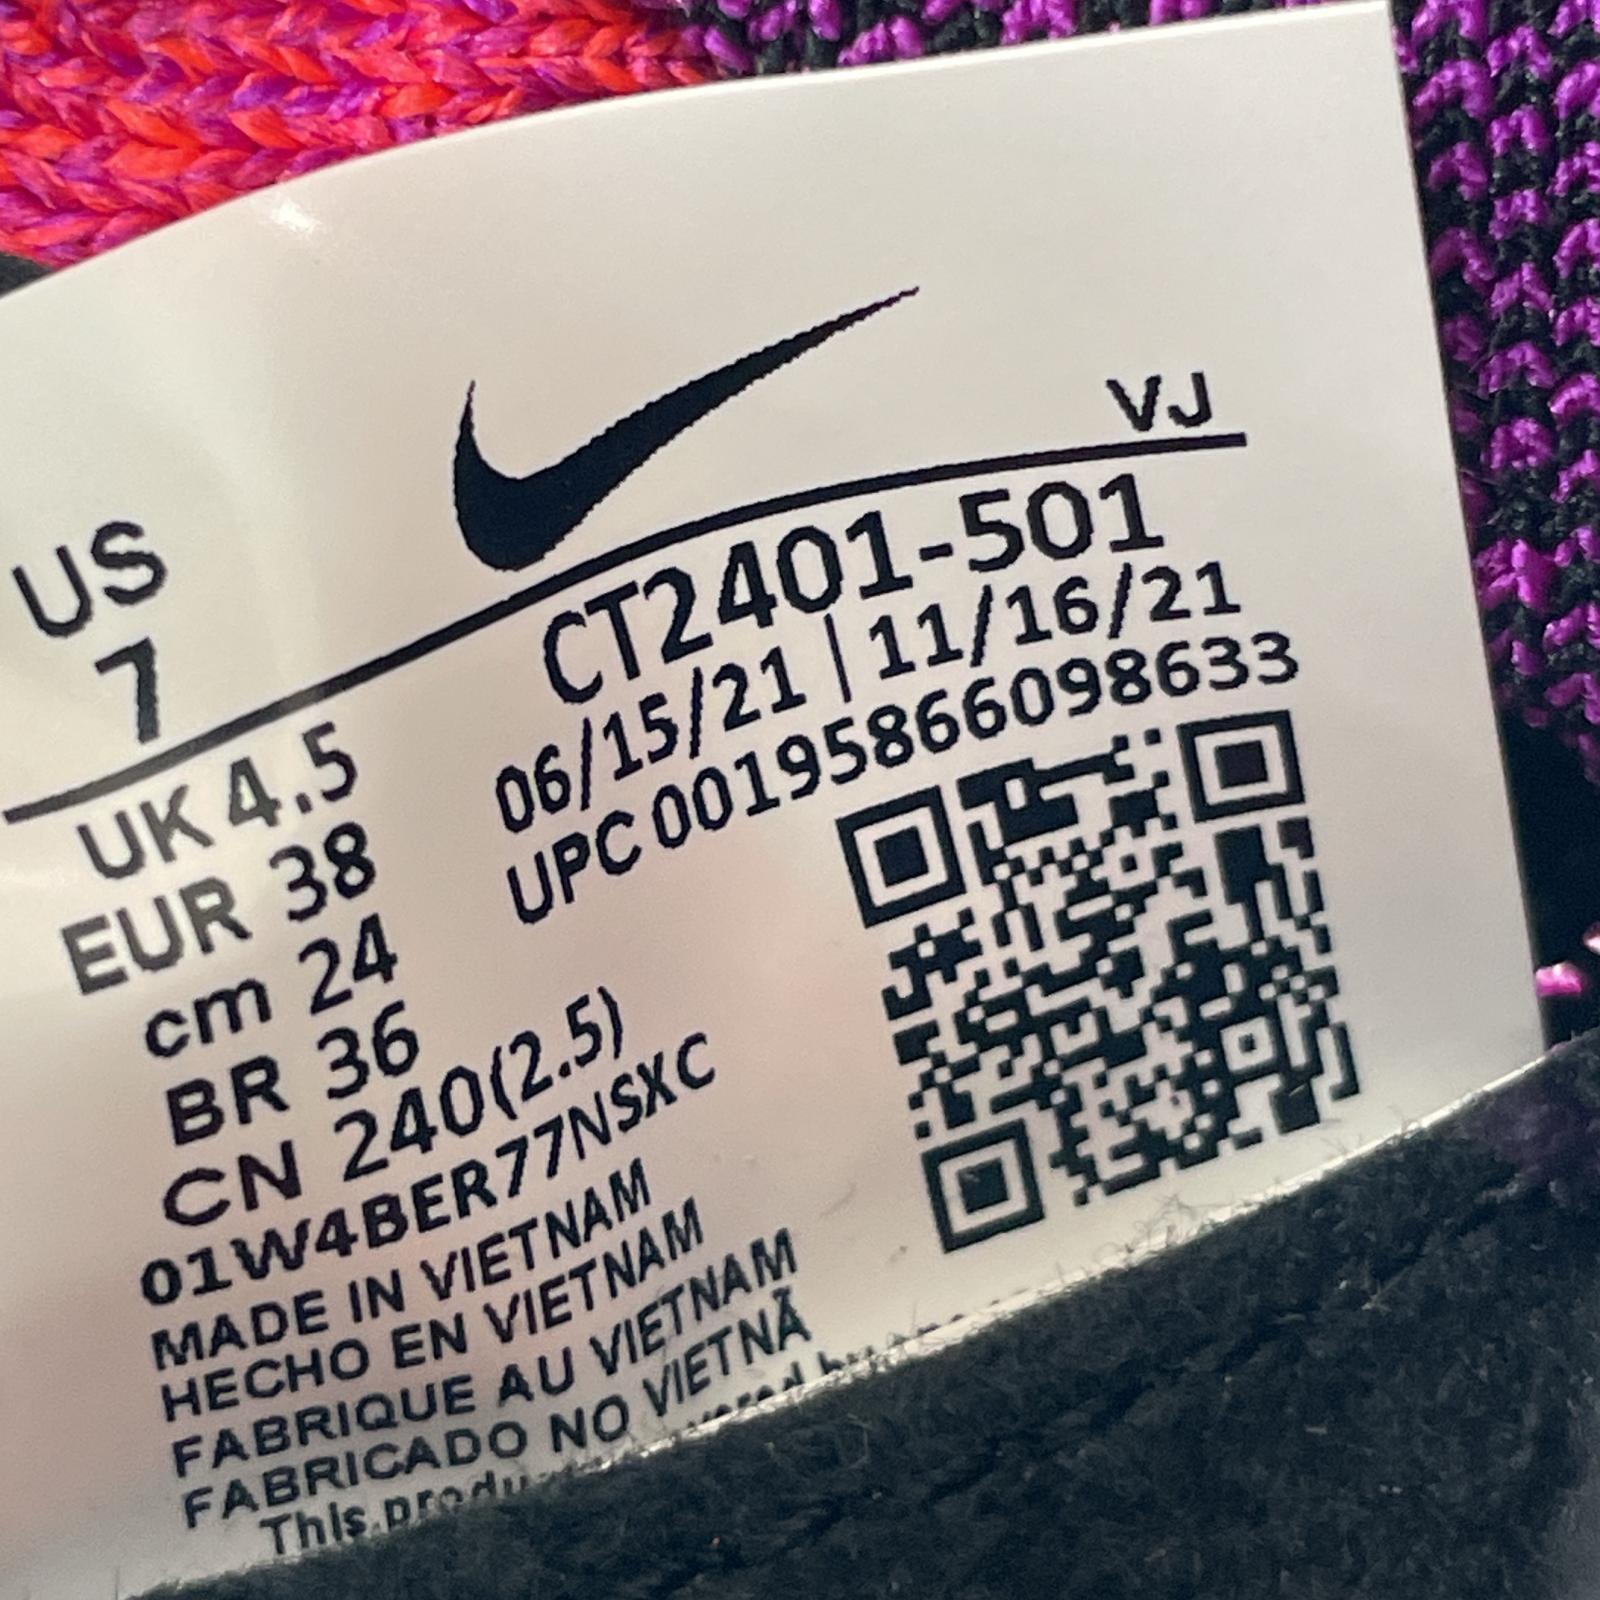 VJ
US
7
CT2401-501
06/15/21 | 11/16/21
UPC 00195866098633
UK 4.5
EUR 38
cm 24
BR 36
CN 240(2.5)
01W4BER77NSXC
MADE IN VIETNAM
HECHO EN VIETNAM
FABRIQUE AU VIETNAM
FABRICADO NO VIETNÃ
This